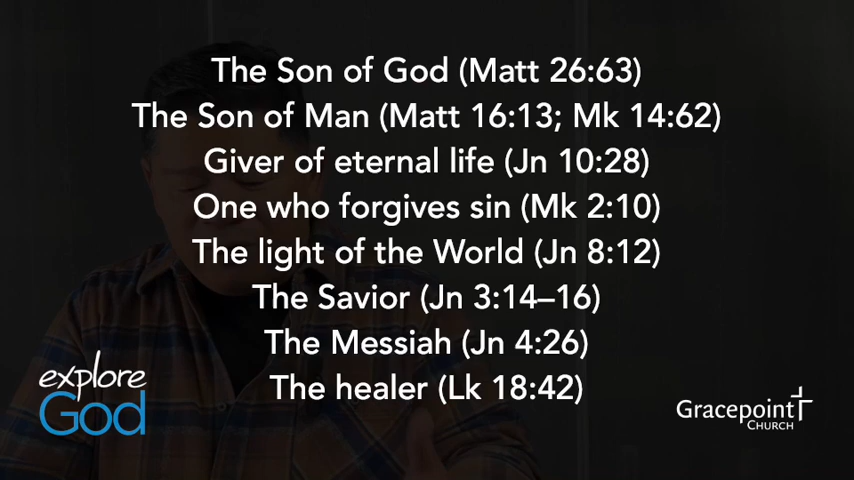 The Son of God (Matt 26:63)
The Son of Man (Matt 16:13; Mk 14:62)
Giver of eternal life (Jn 10:28)
One who forgives sin (Mk 2:10)
The light of the World (Jn 8:12)
The Savior (Jn 3:14–16)
The Messiah (Jn 4:26)
The healer (Lk 18:42)
explore
God
Gracepoint
CHURCH